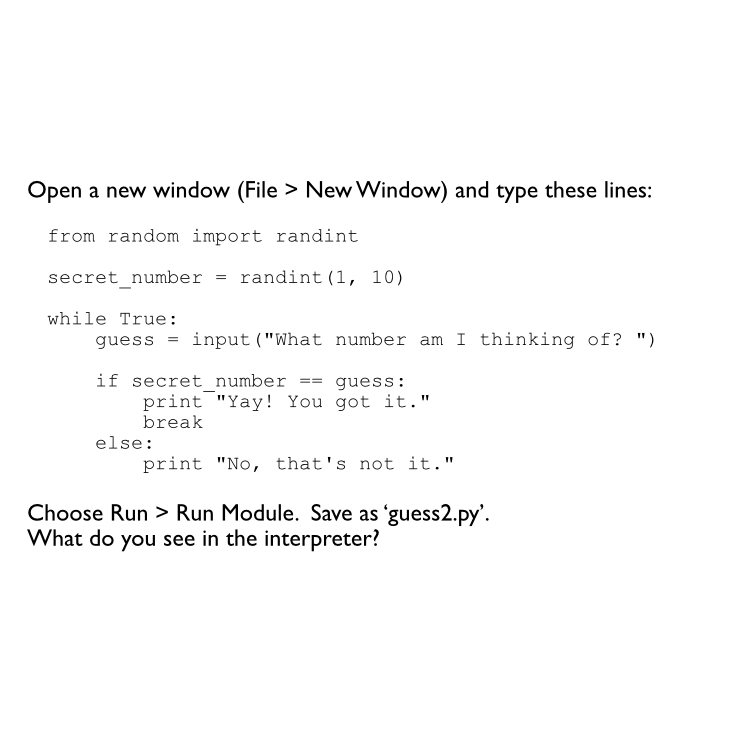 Open a new window (File > New Window) and type these lines:
from random import randint
secret_number = randint(1, 10)
while True:
    guess = input("What number am I thinking of? ")
    if secret_number == guess:
        print "Yay! You got it."
        break
    else:
        print "No, that's not it."
Choose Run > Run Module.  Save as ‘guess2.py’.
What do you see in the interpreter?